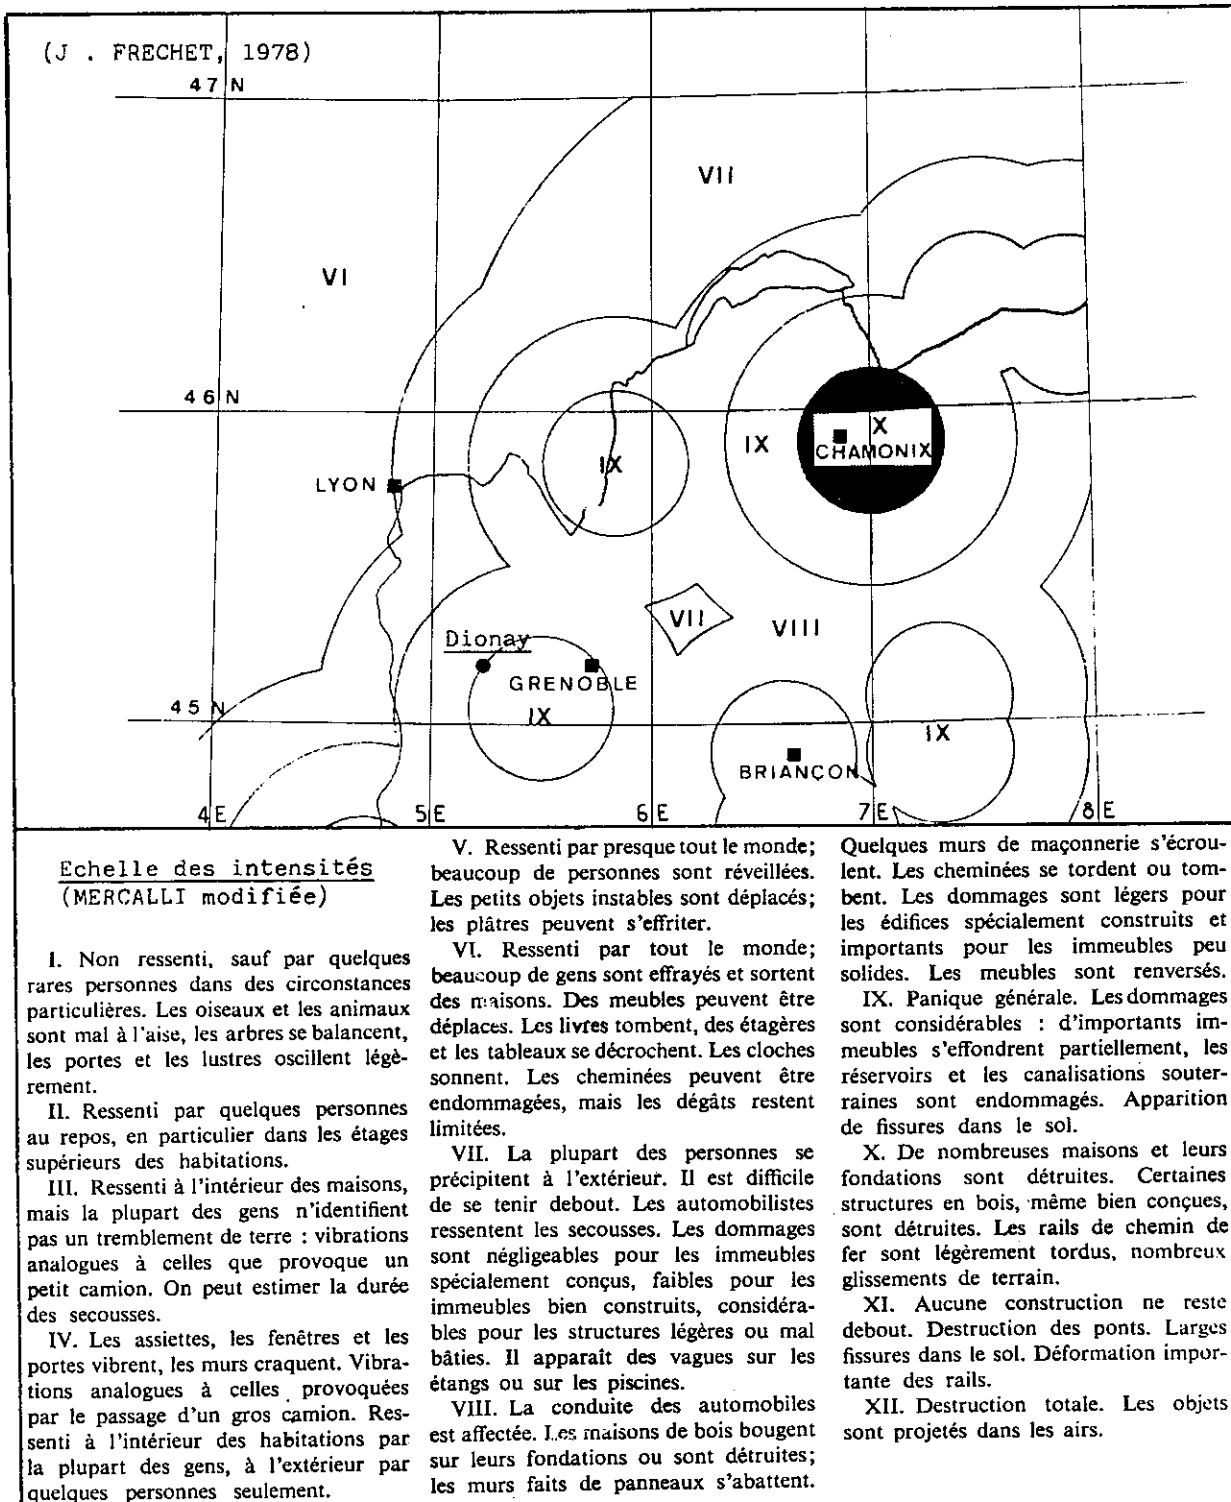 (J . FRECHET, 1978)
47 N
VII
VI
46 N
IX
X
CHAMONIX
IX
LYON
VII
VIII
Dionay
GRENOBLE
45 N
IX
IX
BRIANÇON
4 E
5 E
6 E
7 E
8 E
Echelle des intensités
(MERCALLI modifiée)
I. Non ressenti, sauf par quelques
rares personnes dans des circonstances
particulières. Les oiseaux et les animaux
sont mal à l'aise, les arbres se balancent,
les portes et les lustres oscillent légè-
rement.
II. Ressenti par quelques personnes
au repos, en particulier dans les étages
supérieurs des habitations.
III. Ressenti à l'intérieur des maisons,
mais la plupart des gens n'identifient
pas un tremblement de terre : vibrations
analogues à celles que provoque un
petit camion. On peut estimer la durée
des secousses.
IV. Les assiettes, les fenêtres et les
portes vibrent, les murs craquent. Vibra-
tions analogues à celles provoquées
par le passage d'un gros camion. Res-
senti à l'intérieur des habitations par
la plupart des gens, à l'extérieur par
quelques personnes seulement.
V. Ressenti par presque tout le monde;
beaucoup de personnes sont réveillées.
Les petits objets instables sont déplacés;
les plâtres peuvent s'effriter.
VI. Ressenti par tout le monde;
beaucoup de gens sont effrayés et sortent
des maisons. Des meubles peuvent être
déplaces. Les livres tombent, des étagères
et les tableaux se décrochent. Les cloches
sonnent. Les cheminées peuvent être
endommagées, mais les dégâts restent
limitées.
VII. La plupart des personnes se
précipitent à l'extérieur. Il est difficile
de se tenir debout. Les automobilistes
ressentent les secousses. Les dommages
sont négligeables pour les immeubles
spécialement conçus, faibles pour les
immeubles bien construits, considéra-
bles pour les structures légères ou mal
bâties. Il apparaît des vagues sur les
étangs ou sur les piscines.
VIII. La conduite des automobiles
est affectée. Les maisons de bois bougent
sur leurs fondations ou sont détruites;
les murs faits de panneaux s'abattent.
Quelques murs de maçonnerie s'écrou-
lent. Les cheminées se tordent ou tom-
bent. Les dommages sont légers pour
les édifices spécialement construits et
importants pour les immeubles peu
solides. Les meubles sont renversés.
IX. Panique générale. Les dommages
sont considérables : d'importants im-
meubles s'effondrent partiellement, les
réservoirs et les canalisations souter-
raines sont endommagés. Apparition
de fissures dans le sol.
X. De nombreuses maisons et leurs
fondations sont détruites. Certaines
structures en bois, même bien conçues,
sont détruites. Les rails de chemin de
fer sont légèrement tordus, nombreux
glissements de terrain.
XI. Aucune construction ne reste
debout. Destruction des ponts. Larges
fissures dans le sol. Déformation impor-
tante des rails.
XII. Destruction totale. Les objets
sont projetés dans les airs.